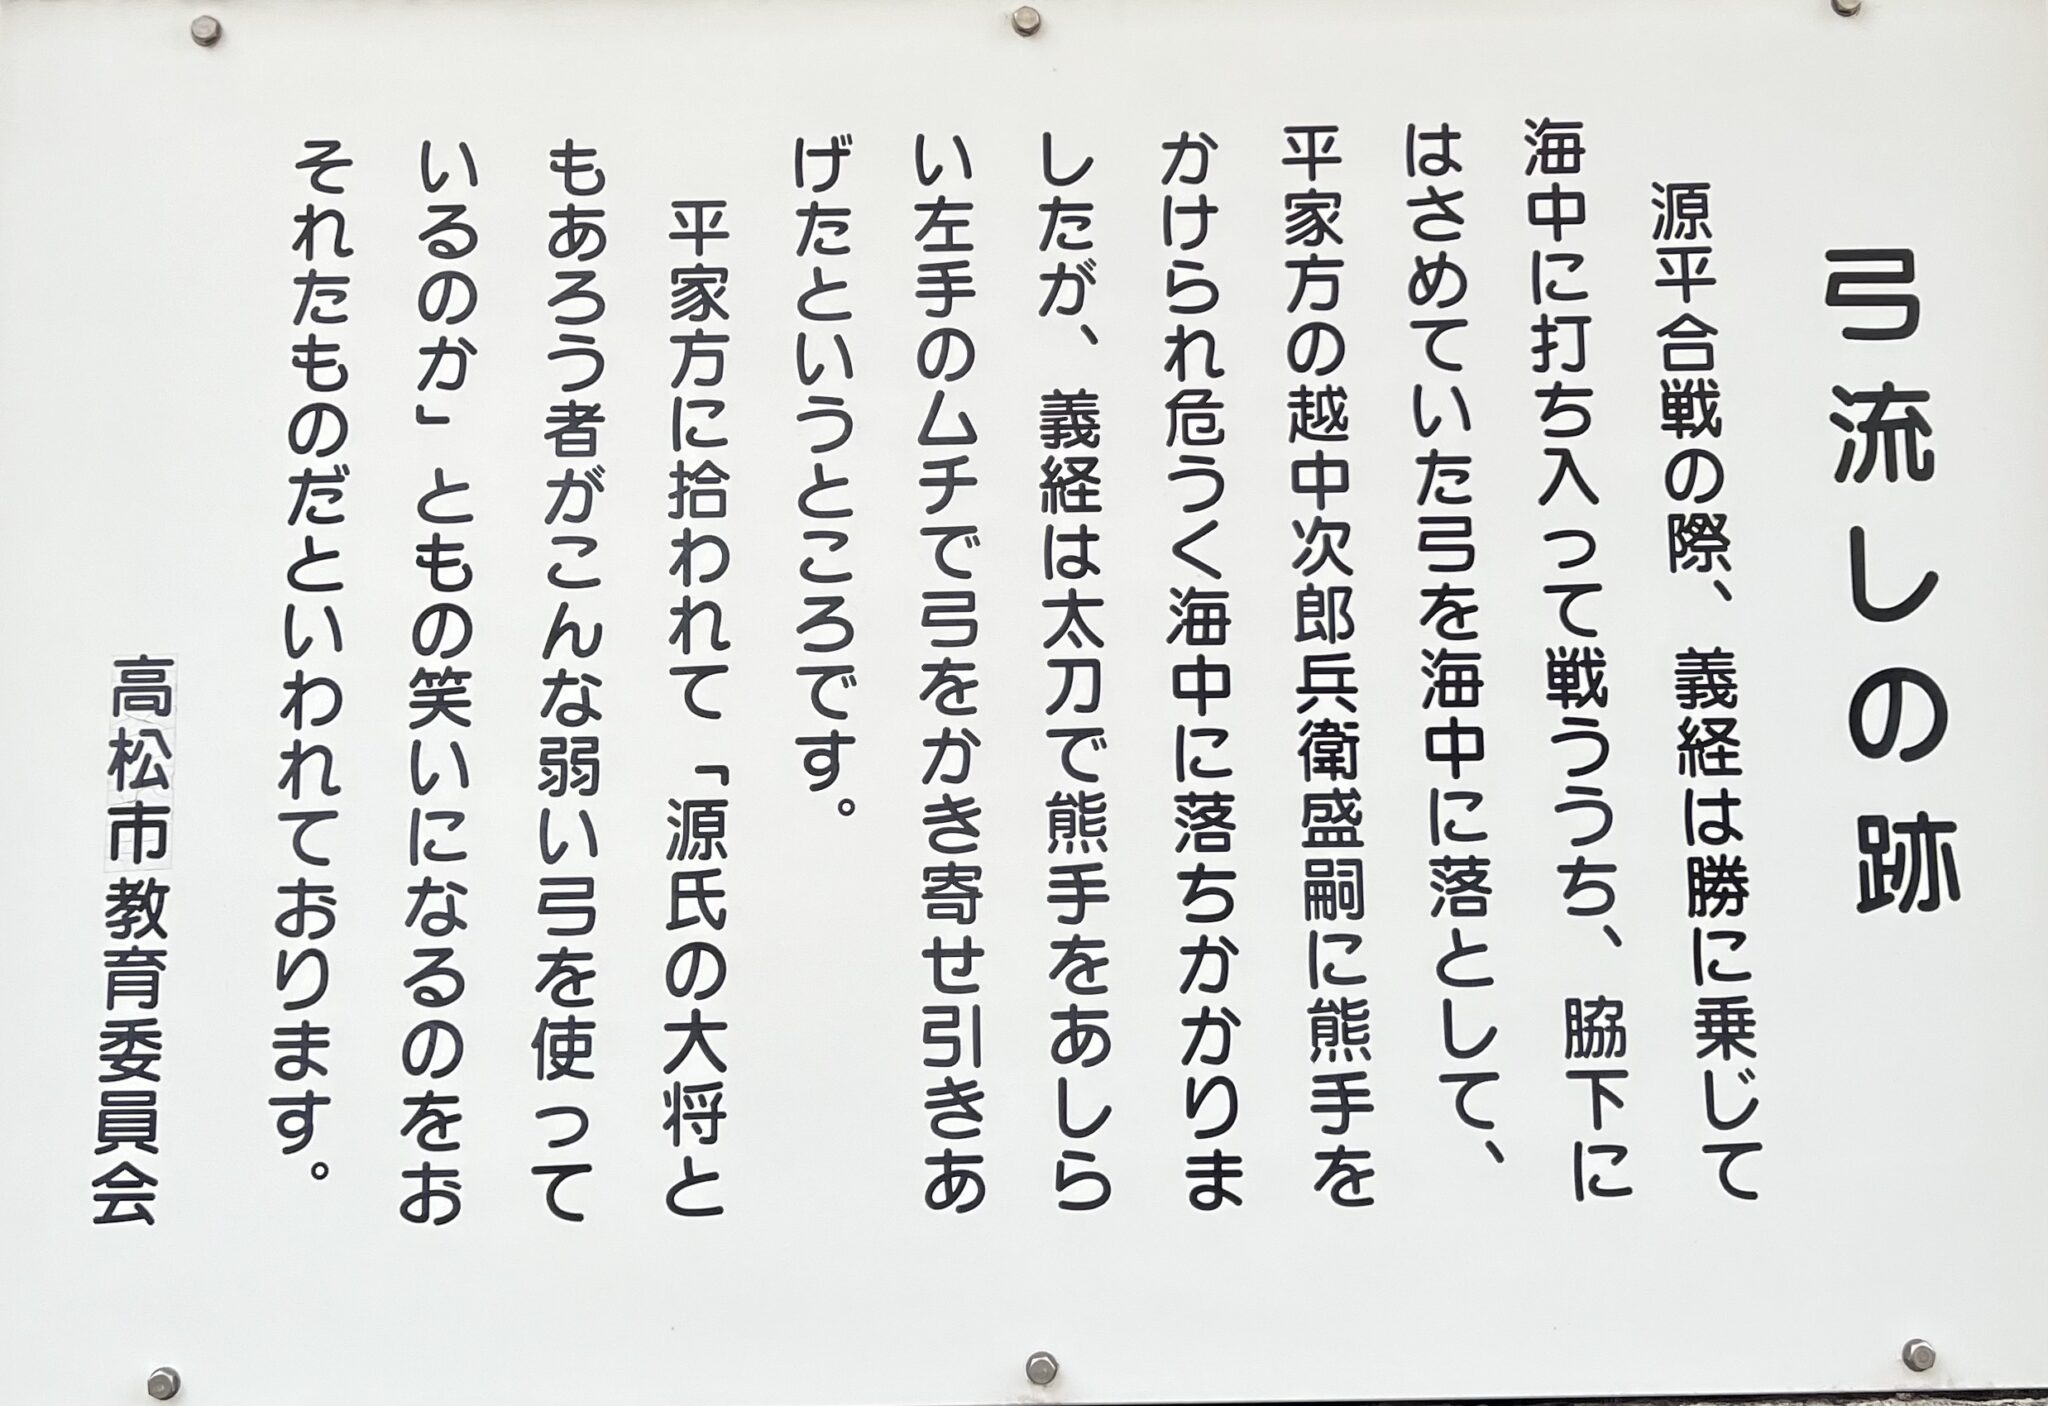 弓流しの跡
源平合戦の際、義経は勝に乗じて
海中に打ち入って戦ううち、脇下に
はさめていた弓を海中に落として、
平家方の越中次郎兵衛盛嗣に熊手を
かけられ危うく海中に落ちかかりま
したが、義経は太刀で熊手をあしら
い左手のムチで弓をかき寄せ引きあ
げたというところです。
平家方に拾われて「源氏の大将と
もあろう者がこんな弱い弓を使って
いるのか」ともの笑いになるのをお
それたものだといわれております。
高松市教育委員会